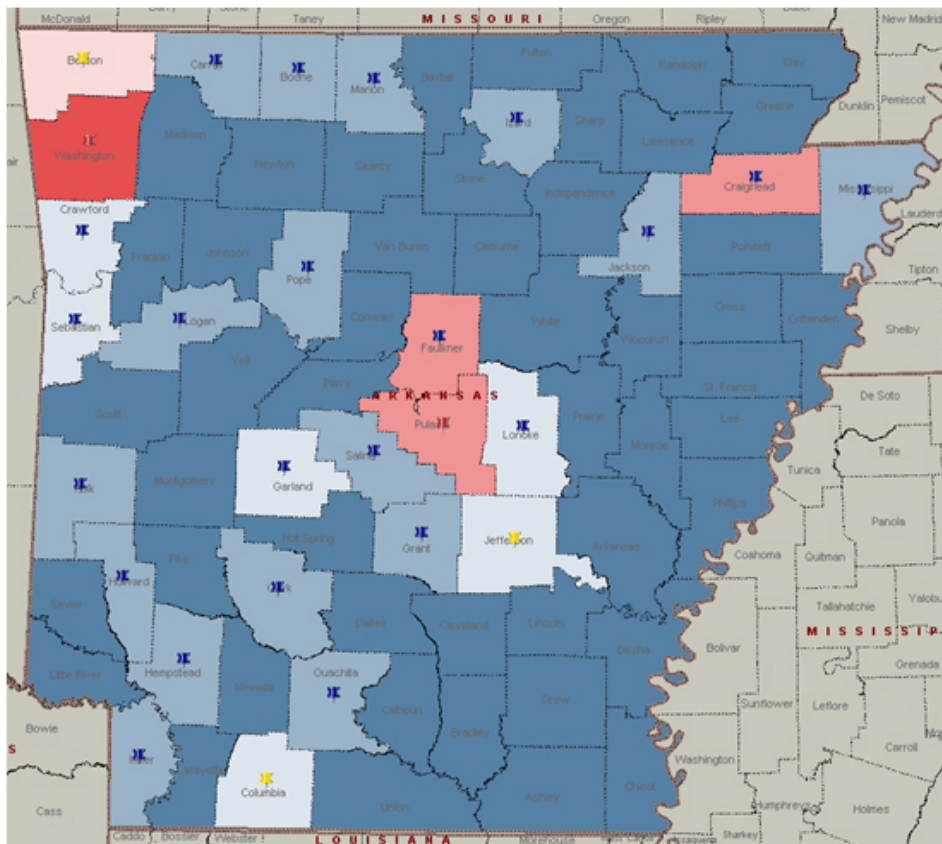 McDonald
Taney
MISSOURI
Oregon
Ripley
New Madrid
Benton
Carroll
Boone
Marion
Baxter
Fulton
Randolph
Clay
Izard
Sharp
Greene
Dunklin
Pemiscot
Washington
Madison
Newton
Searcy
Stone
Lawrence
Independence
Craighead
Mississippi
Crawford
Lauderd
Franklin
Johnson
Pope
Van Buren
Cleburne
Jackson
Poinsett
Tipton
Sebastian
Logan
Conway
Faulkner
White
Woodruff
Cross
Crittenden
Shelby
Yell
Perry
ARKANSAS
St. Francis
De Soto
Scott
Pulaski
Lonoke
Prairie
Lee
Saline
Monroe
Tate
Polk
Montgomery
Garland
Phillips
Tunica
Panola
Hot Spring
Grant
Jefferson
Arkansas
Coahoma
Quitman
Pike
Howard
Clark
Sevier
Dallas
Cleveland
Lincoln
Tallahatchie
Yalobu
MISSISSIP
Desha
Bolivar
Grenada
Little River
Hempstead
Nevada
Ouachita
Calhoun
Drew
Sunflower
Leflore
Bowie
S
Bradley
Miller
Lafayette
Columbia
Union
Ashley
Chicot
Washington
Carroll
Cass
Humphreys
Holmes
Caddo
Bossier
Webster
LOUISIANA
Morehouse
Sharkey